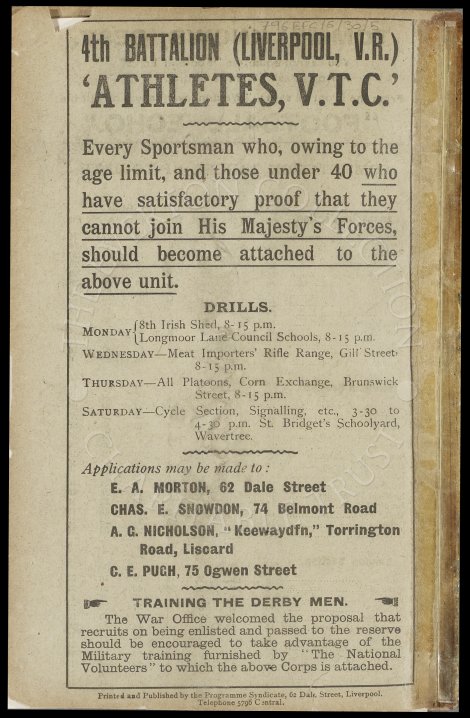 796EFC/6/30/5
4th BATTALION (LIVERPOOL, V.R.)
'ATHLETES, V.T.C.'
Every Sportsman who, owing to the
age limit, and those under 40 who
have satisfactory proof that they
cannot join His Majesty's Forces,
should become attached to the
above unit.
DRILLS.
MONDAY { 8th Irish Shed, 8-15 p.m.
Longmoor Lane Council Schools, 8-15 p.m.
WEDNESDAY—Meat Importers' Rifle Range, Gill Street.
8-15 p.m.
THURSDAY—All Platoons, Corn Exchange, Brunswick
Street, 8-15 p.m.
SATURDAY—Cycle Section, Signalling, etc., 3-30 to
4-30 p.m. St. Bridget's Schoolyard,
Wavertree.
Applications may be made to:
E. A. MORTON, 62 Dale Street
CHAS. E. SNOWDON, 74 Belmont Road
A. G. NICHOLSON, "Keewaydfn," Torrington
Road, Liscard
C. E. PUGH, 75 Ogwen Street
TRAINING THE DERBY MEN.
The War Office welcomed the proposal that
recruits on being enlisted and passed to the reserve
should be encouraged to take advantage of the
Military training furnished by "The National
Volunteers" to which the above Corps is attached.
Printed and Published by the Programme Syndicate, 62 Dale, Street, Liverpool.
Telephone 5796 Central.